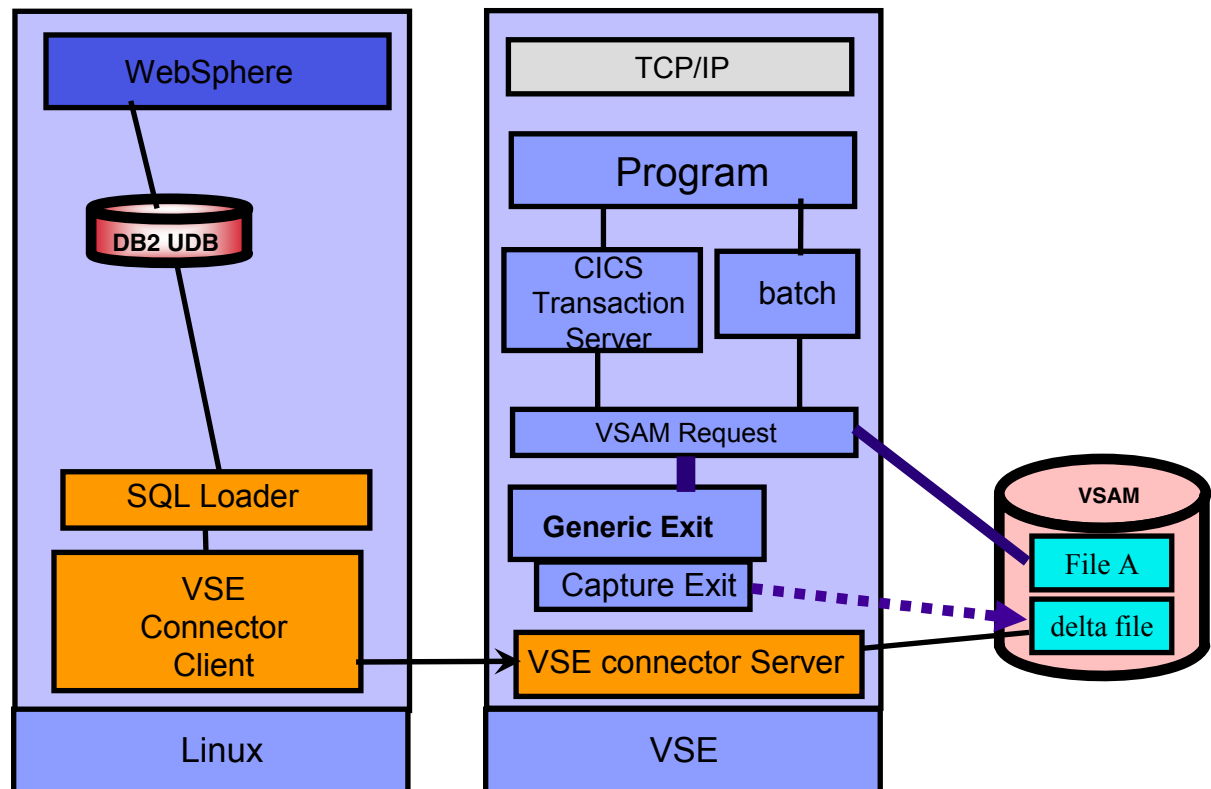 WebSphere
DB2 UDB
SQL Loader
VSE
Connector
Client
Linux
TCP/IP
Program
CICS
Transaction
Server
batch
VSAM Request
Generic Exit
Capture Exit
VSE connector Server
VSE
VSAM
File A
delta file